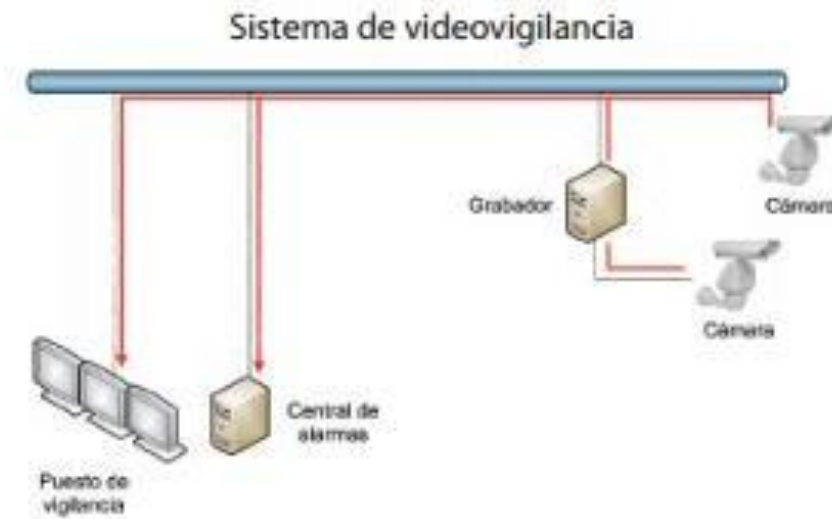 Sistema de videovigilancia
Grabador
Cámara
Cámara
Central de
alarmas
Puesto de
vigilancia